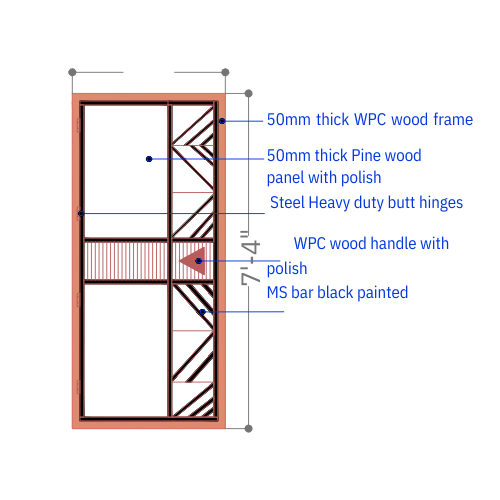 50mm thick WPC wood frame
50mm thick Pine wood
panel with polish
Steel Heavy duty butt hinges
WPC wood handle with
polish
MS bar black painted
7'-4"